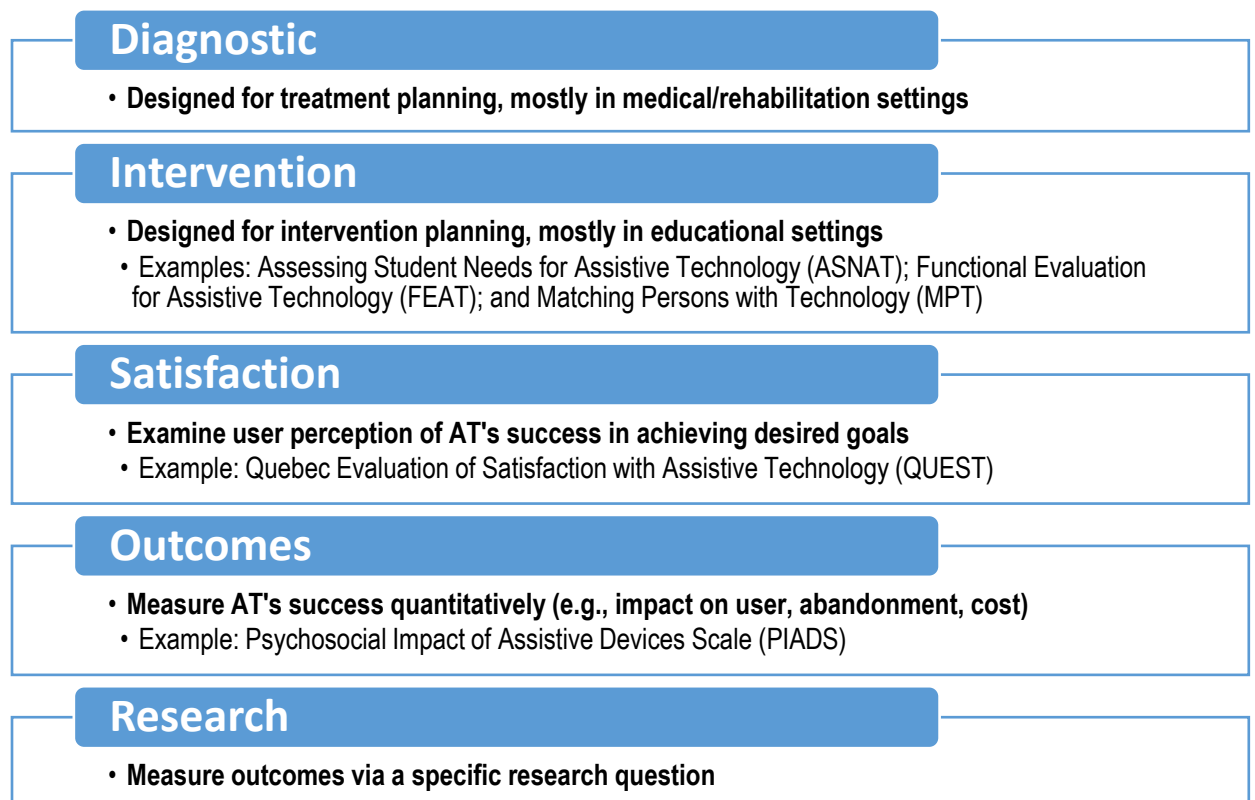 Diagnostic
• Designed for treatment planning, mostly in medical/rehabilitation settings
Intervention
• Designed for intervention planning, mostly in educational settings
• Examples: Assessing Student Needs for Assistive Technology (ASNAT); Functional Evaluation
for Assistive Technology (FEAT); and Matching Persons with Technology (MPT)
Satisfaction
• Examine user perception of AT's success in achieving desired goals
• Example: Quebec Evaluation of Satisfaction with Assistive Technology (QUEST)
Outcomes
• Measure AT's success quantitatively (e.g., impact on user, abandonment, cost)
• Example: Psychosocial Impact of Assistive Devices Scale (PIADS)
Research
• Measure outcomes via a specific research question